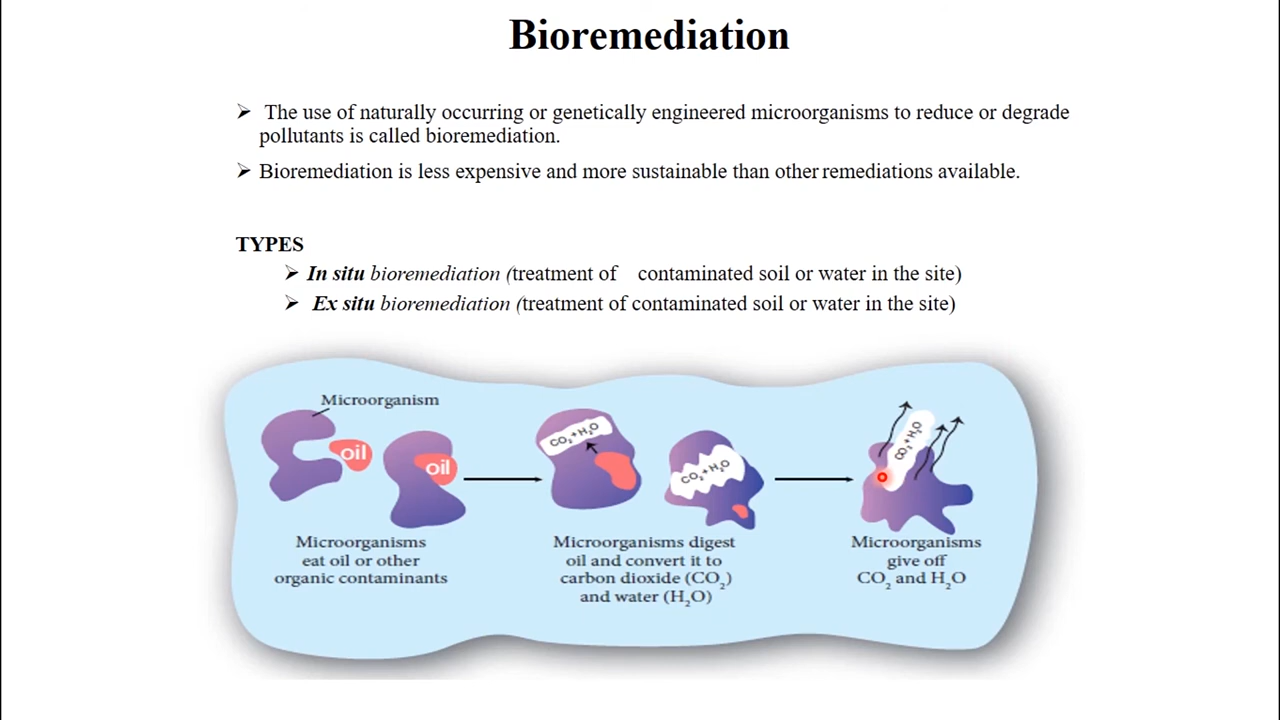 Bioremediation
➢ The use of naturally occurring or genetically engineered microorganisms to reduce or degrade
pollutants is called bioremediation.
➢ Bioremediation is less expensive and more sustainable than other remediations available.
TYPES
➢ In situ bioremediation (treatment of contaminated soil or water in the site)
➢ Ex situ bioremediation (treatment of contaminated soil or water in the site)
Microorganism
oil
oil
CO₂+H₂O
CO₂+H₂O
CO₂+H₂O
Microorganisms
eat oil or other
organic contaminants
Microorganisms digest
oil and convert it to
carbon dioxide (CO₂)
and water (H₂O)
Microorganisms
give off
CO₂ and H₂O